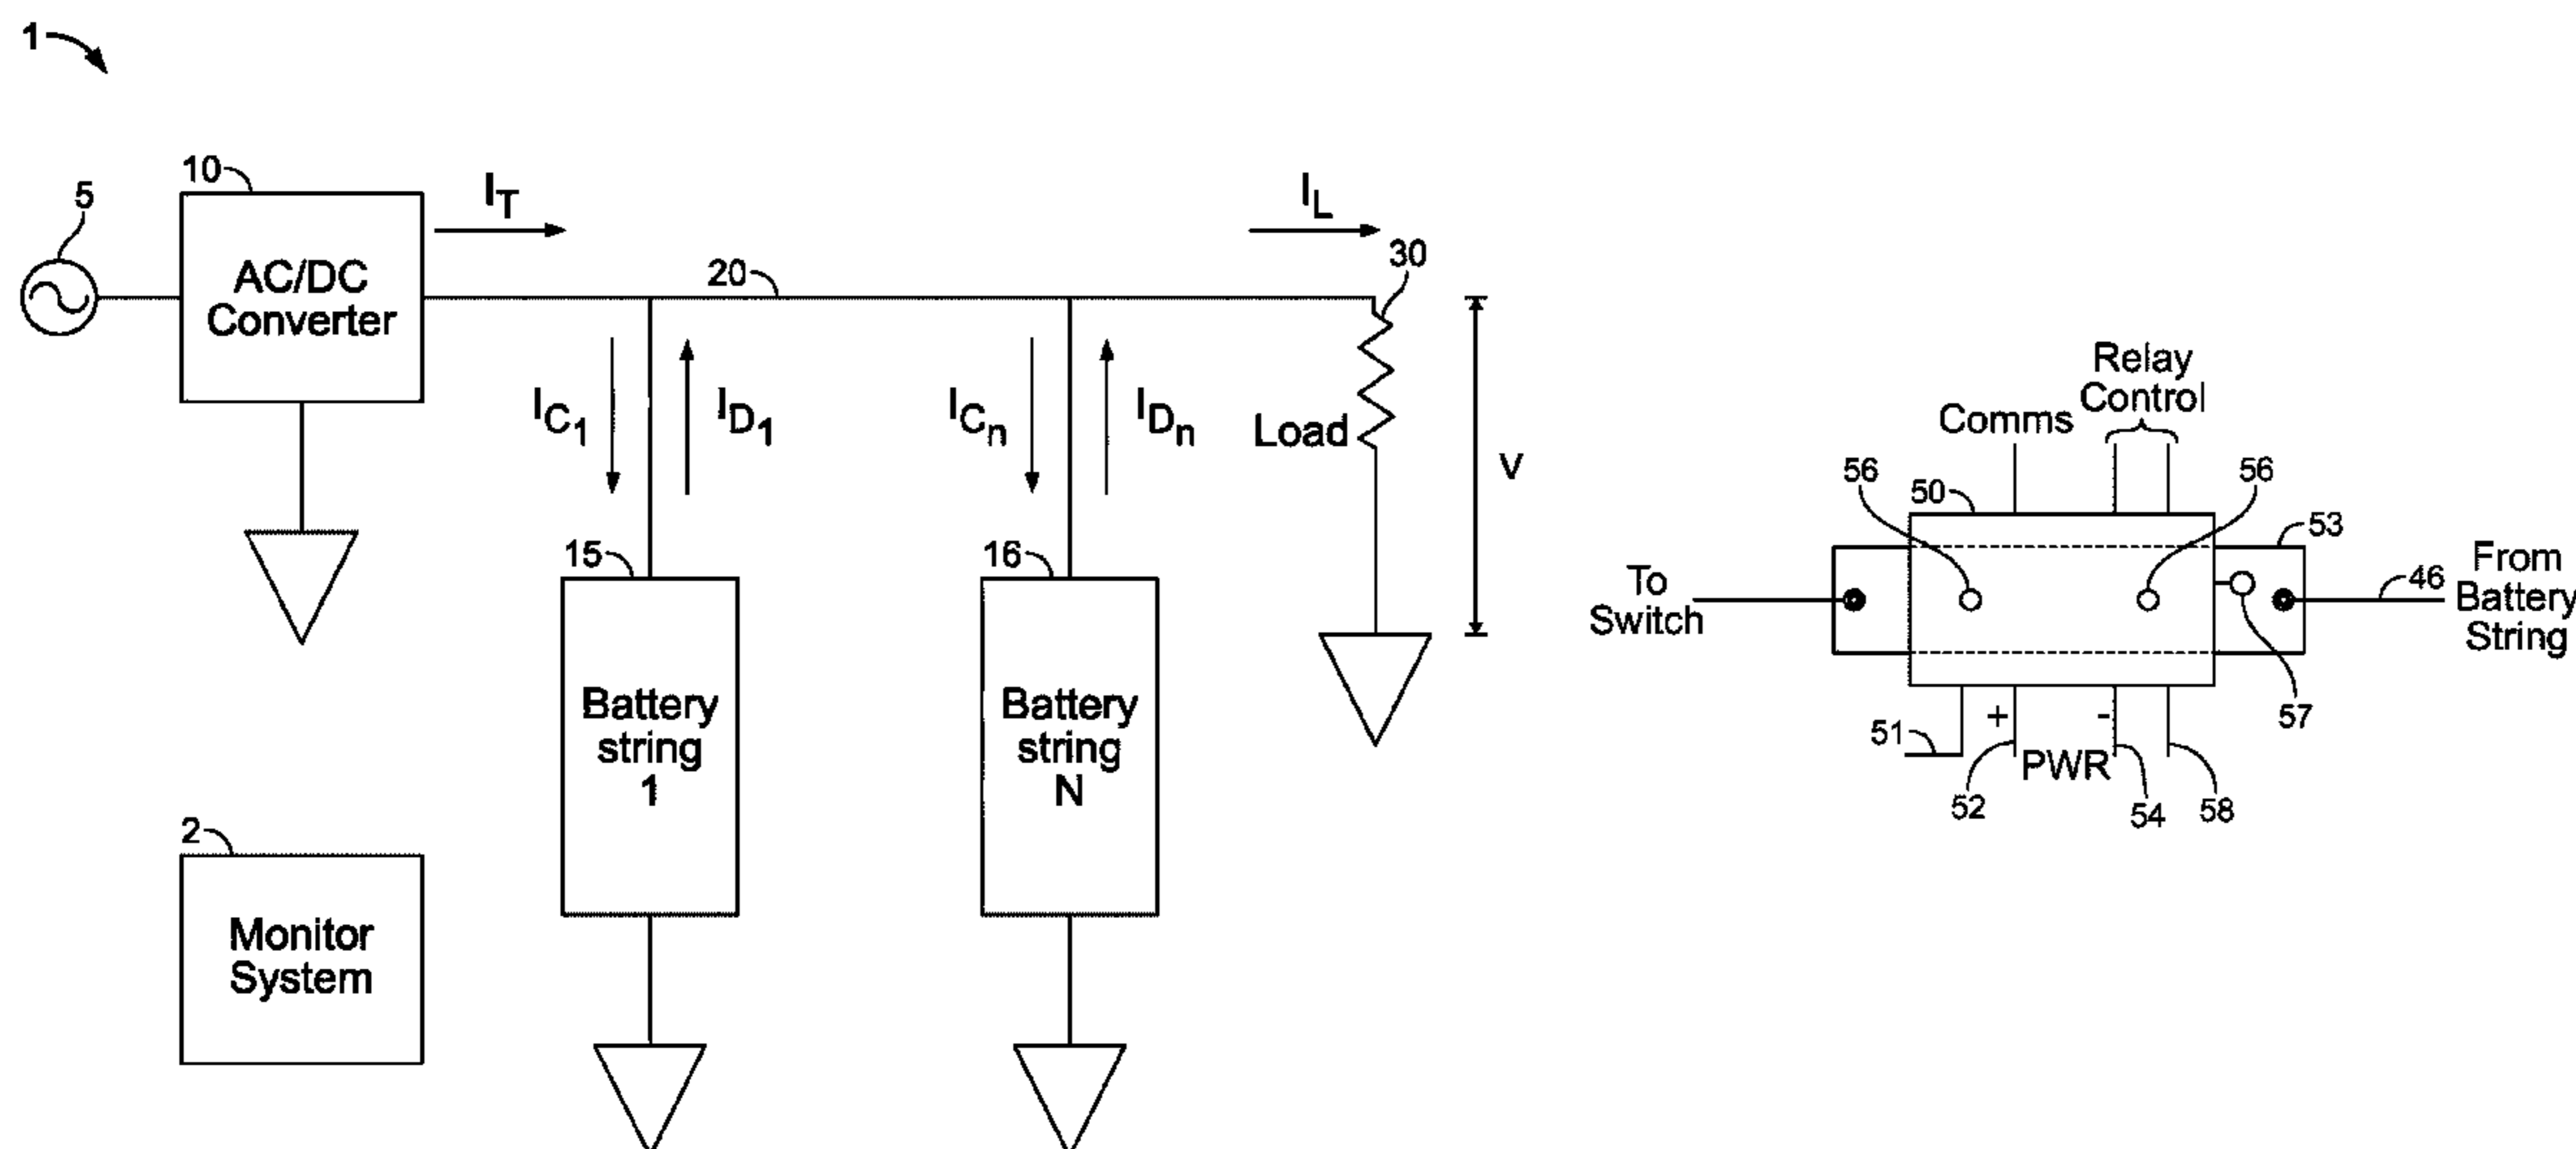 1
10
5
AC/DC
Converter
I_T
I_L
20
30
I_C1
I_D1
I_Cn
I_Dn
Load
V
15
Battery
string
1
16
Battery
string
N
2
Monitor
System
Relay
Control
Comms
56
50
56
53
To
Switch
46
From
Battery
String
57
51
+
-
PWR
52
54
58